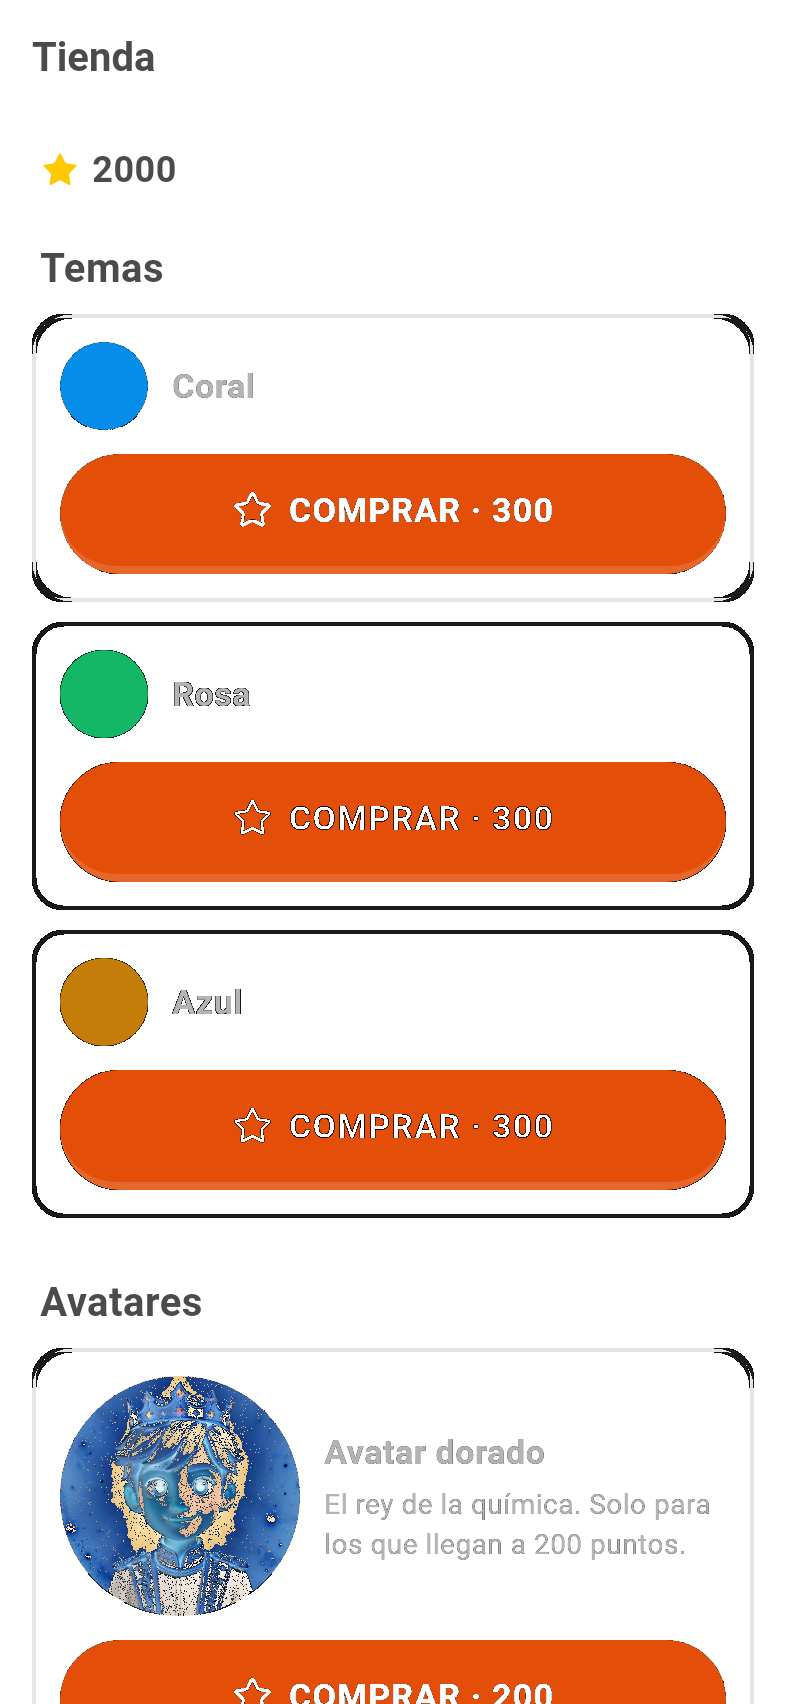 Tienda
2000
Temas
Coral
COMPRAR · 300
Rosa
COMPRAR · 300
Azul
COMPRAR · 300
Avatares
Avatar dorado
El rey de la química. Solo para
los que llegan a 200 puntos.
COMPRAR · 200